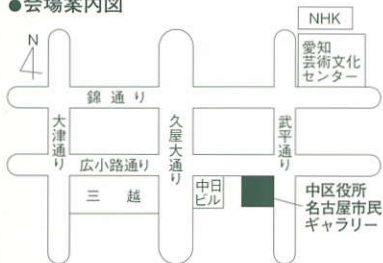 ●会場案内図
NHK
N
愛知
芸術文化
センター
錦通り
大津通り
久屋大通り
武平通り
広小路通り
三越
中日
ビル
中区役所
名古屋市民
ギャラリー